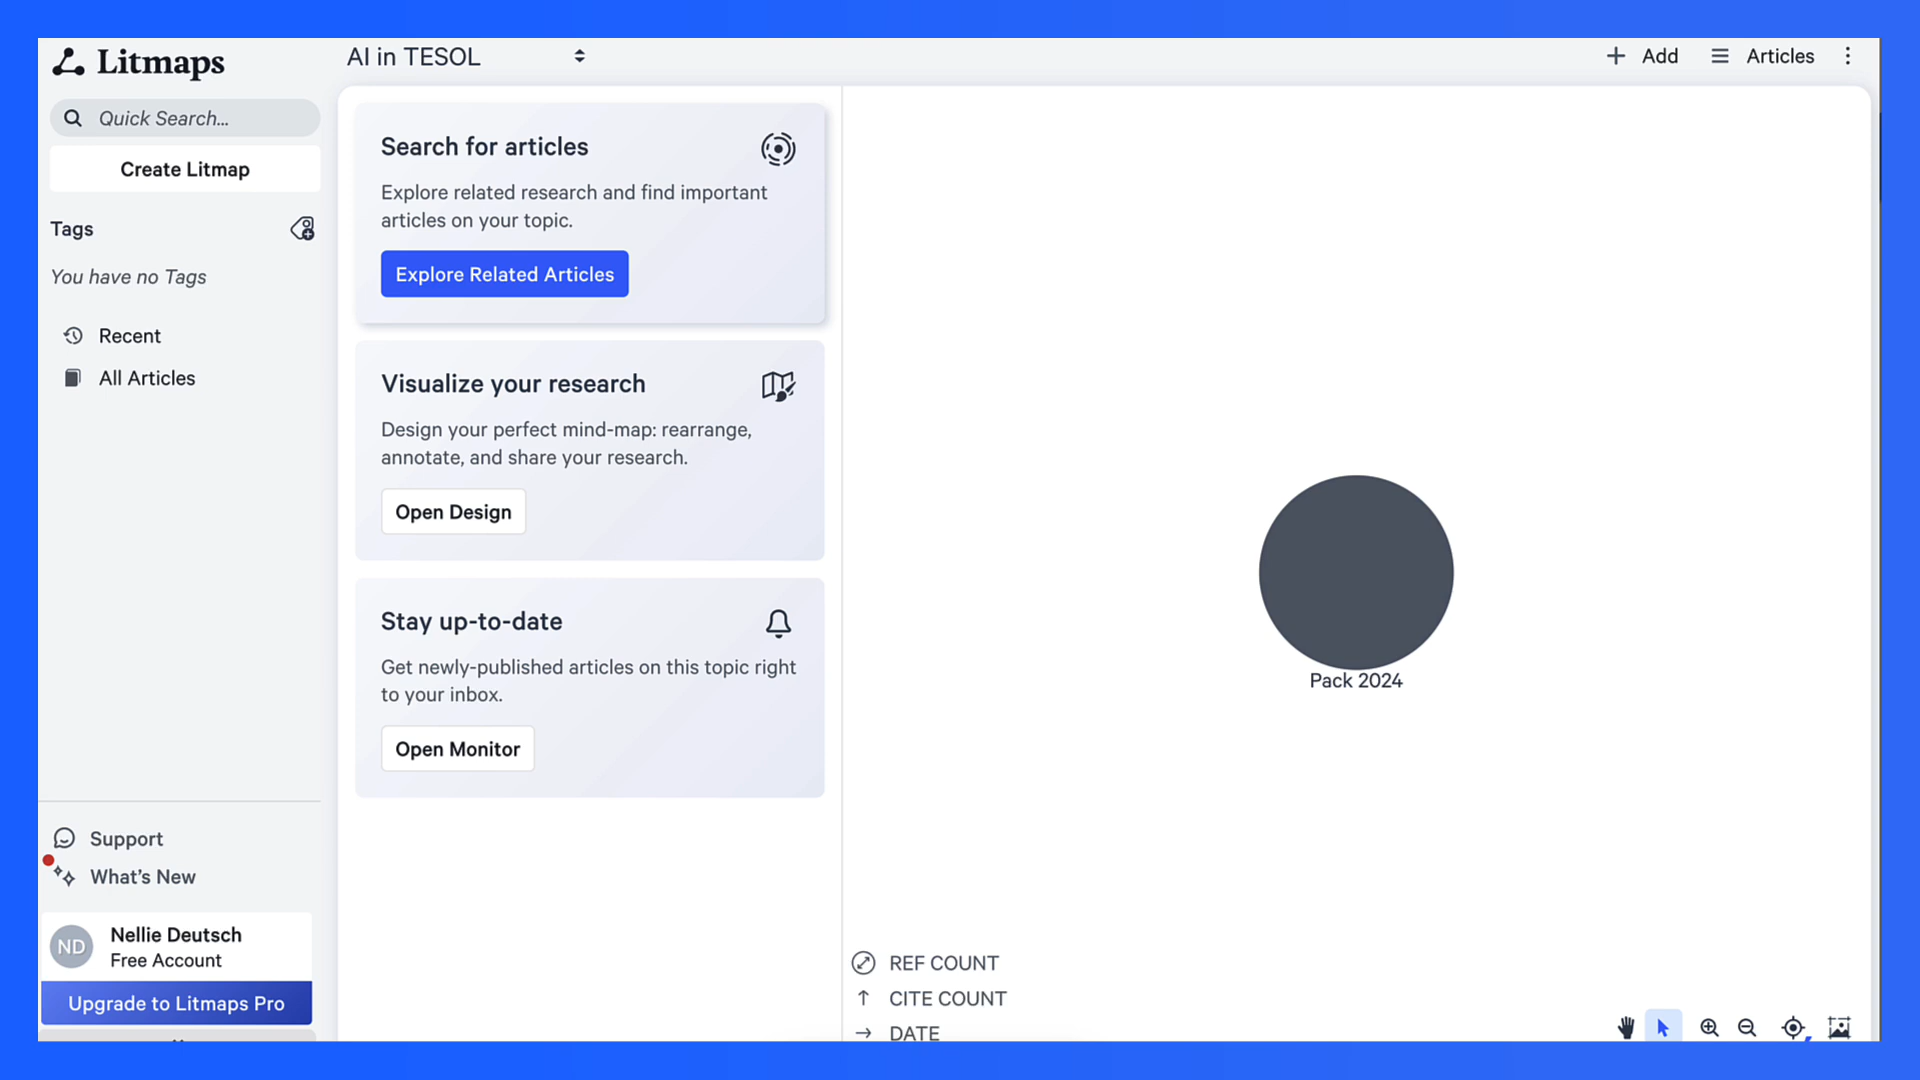 Litmaps
AI in TESOL
Add
Articles
Quick Search...
Create Litmap
Tags
You have no Tags
Recent
All Articles
Search for articles
Explore related research and find important
articles on your topic.
Explore Related Articles
Visualize your research
Design your perfect mind-map: rearrange,
annotate, and share your research.
Open Design
Stay up-to-date
Get newly-published articles on this topic right
to your inbox.
Open Monitor
Pack 2024
Support
What's New
ND
Nellie Deutsch
Free Account
Upgrade to Litmaps Pro
REF COUNT
CITE COUNT
DATE